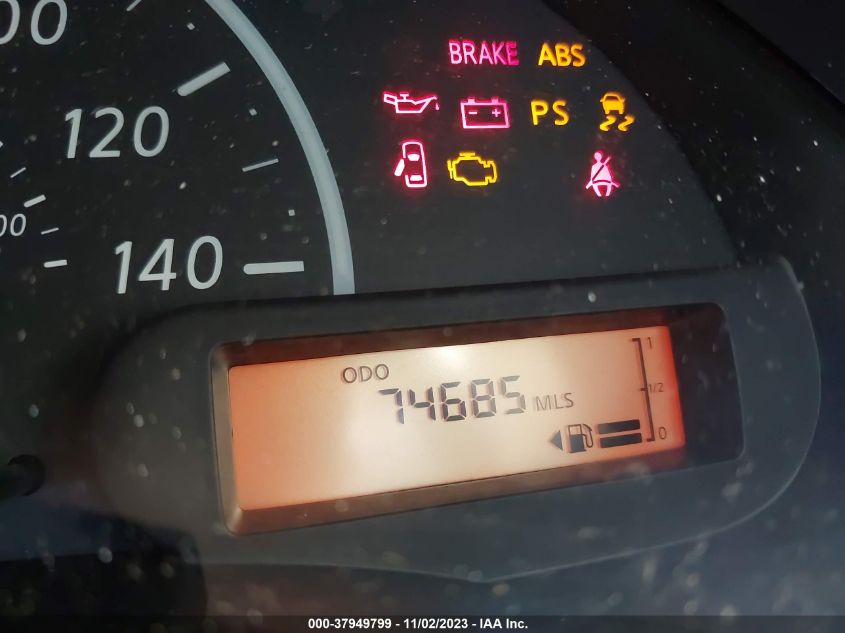 00
120
140
00
BRAKE ABS
PS
ODO
74685 MLS
1
1/2
0
000-37949799 - 11/02/2023 - IAA Inc.